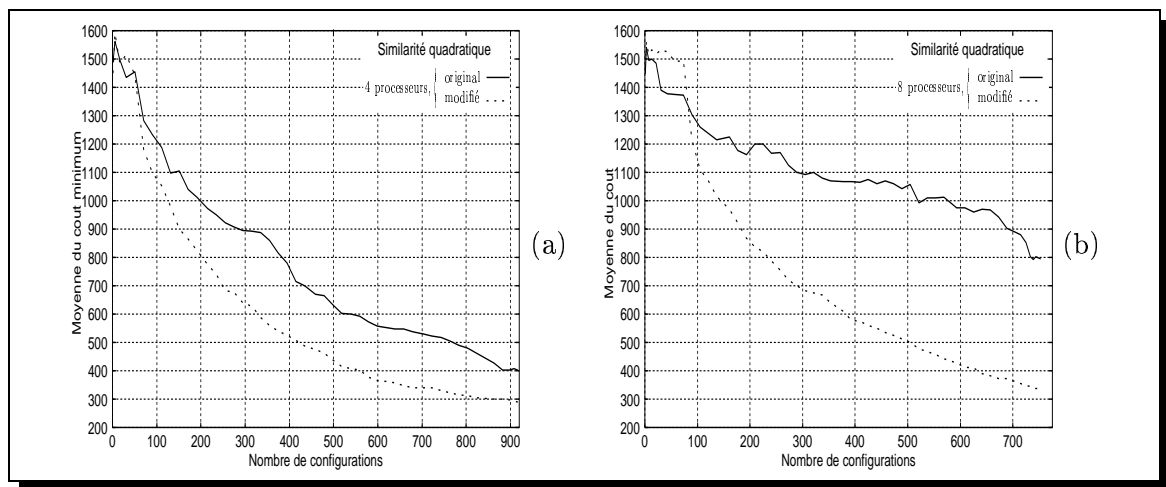 Similarité quadratique
4 processeurs, { original
modifié
1600
1500
1400
1300
1200
1100
1000
900
800
700
600
500
400
300
200
0 100 200 300 400 500 600 700 800 900
Moyenne du cout minimum
Nombre de configurations
(a)
Similarité quadratique
8 processeurs, { original
modifié
1600
1500
1400
1300
1200
1100
1000
900
800
700
600
500
400
300
200
0 100 200 300 400 500 600 700
Moyenne du cout
Nombre de configurations
(b)